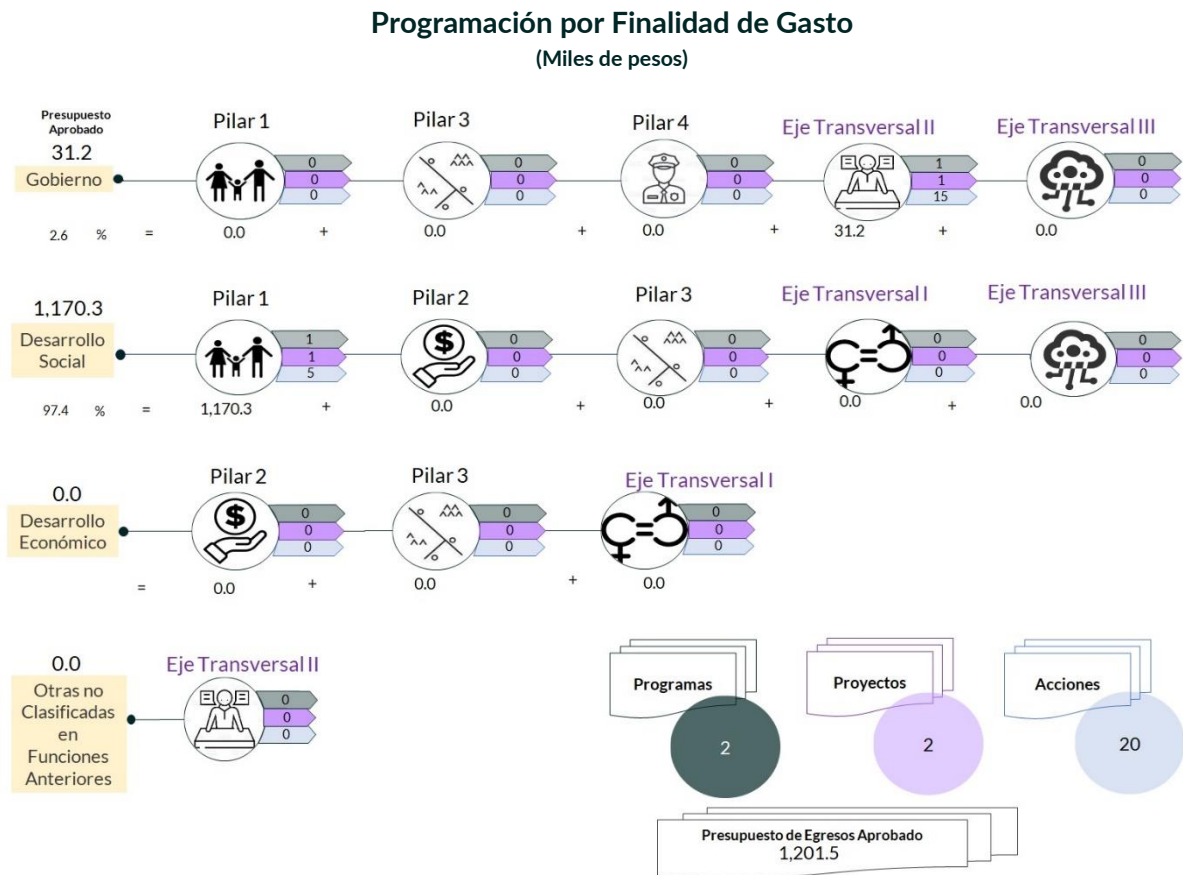 Programación por Finalidad de Gasto
(Miles de pesos)
Presupuesto
Aprobado
31.2
Gobierno
Pilar 1
0
0
0
Pilar 3
0
0
0
Pilar 4
0
0
0
Eje Transversal II
1
1
15
Eje Transversal III
0
0
0
2.6 % = 0.0 + 0.0 + 0.0 + 31.2 + 0.0
1,170.3
Desarrollo
Social
Pilar 1
1
1
5
Pilar 2
0
0
0
Pilar 3
0
0
0
Eje Transversal I
0
0
0
Eje Transversal III
0
0
0
97.4 % = 1,170.3 + 0.0 + 0.0 + 0.0 + 0.0
0.0
Desarrollo
Económico
Pilar 2
$
0
0
0
Pilar 3
0
0
0
Eje Transversal I
0
0
0
= 0.0 + 0.0 + 0.0
0.0
Otras no
Clasificadas
en
Funciones
Anteriores
Eje Transversal II
0
0
0
Programas
2
Proyectos
2
Acciones
20
Presupuesto de Egresos Aprobado
1,201.5